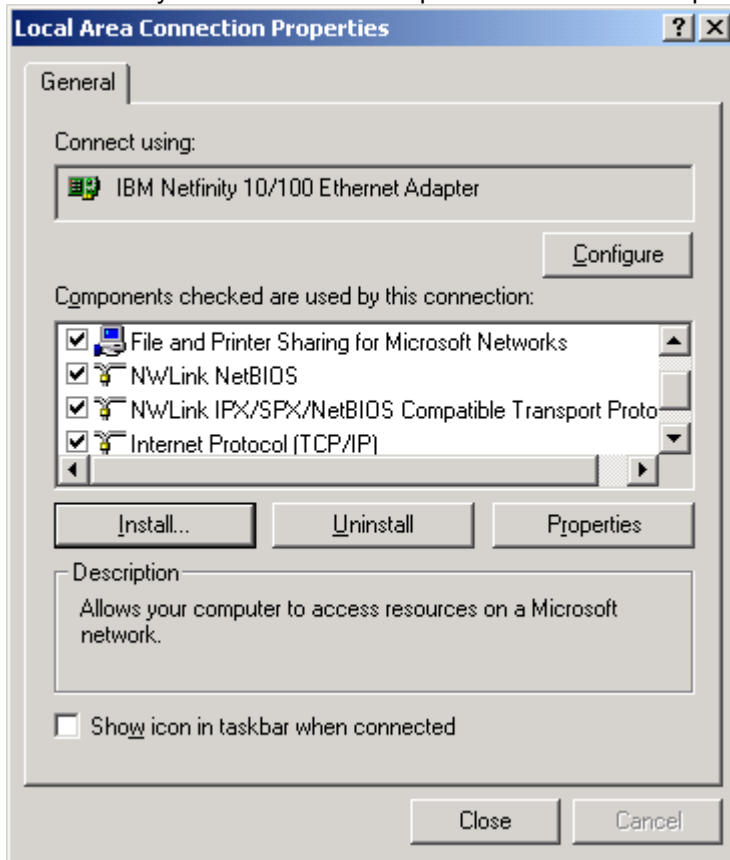 Local Area Connection Properties
General
Connect using:
IBM Netfinity 10/100 Ethernet Adapter
Configure
Components checked are used by this connection:
File and Printer Sharing for Microsoft Networks
NWLink NetBIOS
NWLink IPX/SPX/NetBIOS Compatible Transport Proto
Internet Protocol (TCP/IP)
Install... Uninstall Properties
Description
Allows your computer to access resources on a Microsoft
network.
Show icon in taskbar when connected
Close Cancel